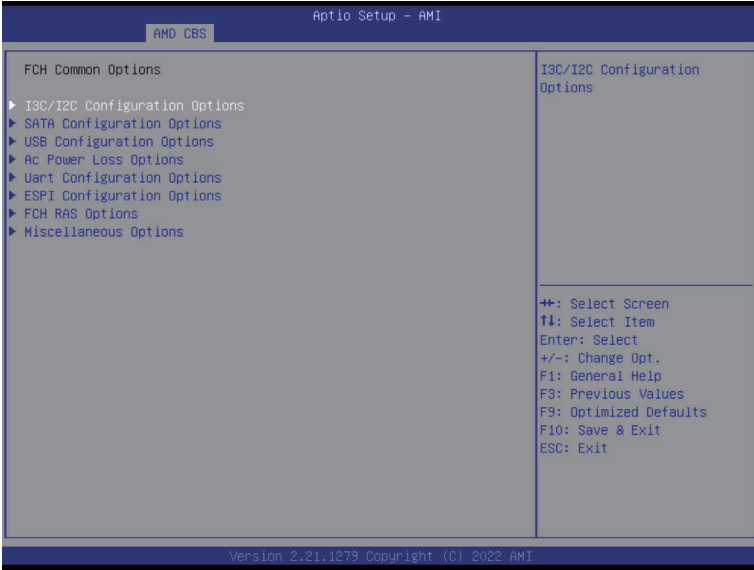 Aptio Setup – AMI
AMD CBS
FCH Common Options
I3C/I2C Configuration Options
SATA Configuration Options
USB Configuration Options
Ac Power Loss Options
Uart Configuration Options
ESPI Configuration Options
FCH RAS Options
Miscellaneous Options
I3C/I2C Configuration
Options
→←: Select Screen
↑↓: Select Item
Enter: Select
+/-: Change Opt.
F1: General Help
F3: Previous Values
F9: Optimized Defaults
F10: Save & Exit
ESC: Exit
Version 2.21.1279 Copyright (C) 2022 AMI